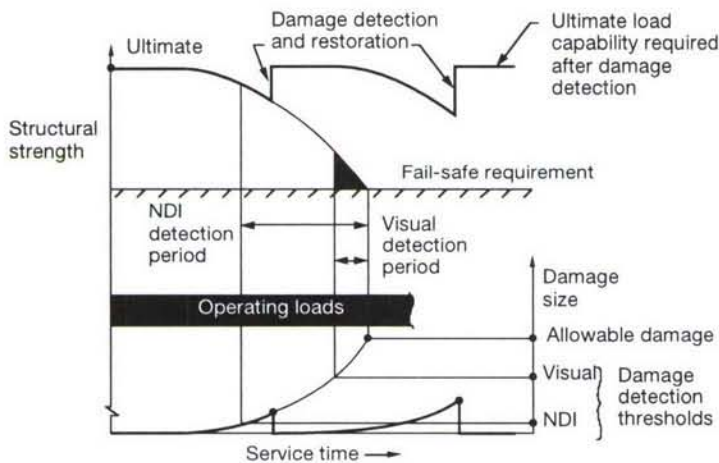 Damage detection
and restoration
Ultimate load
capability required
after damage
detection
Ultimate
Structural
strength
Fail-safe requirement
NDI
detection
period
Visual
detection
period
Damage
size
Operating loads
Allowable damage
Visual
NDI
Damage
detection
thresholds
Service time